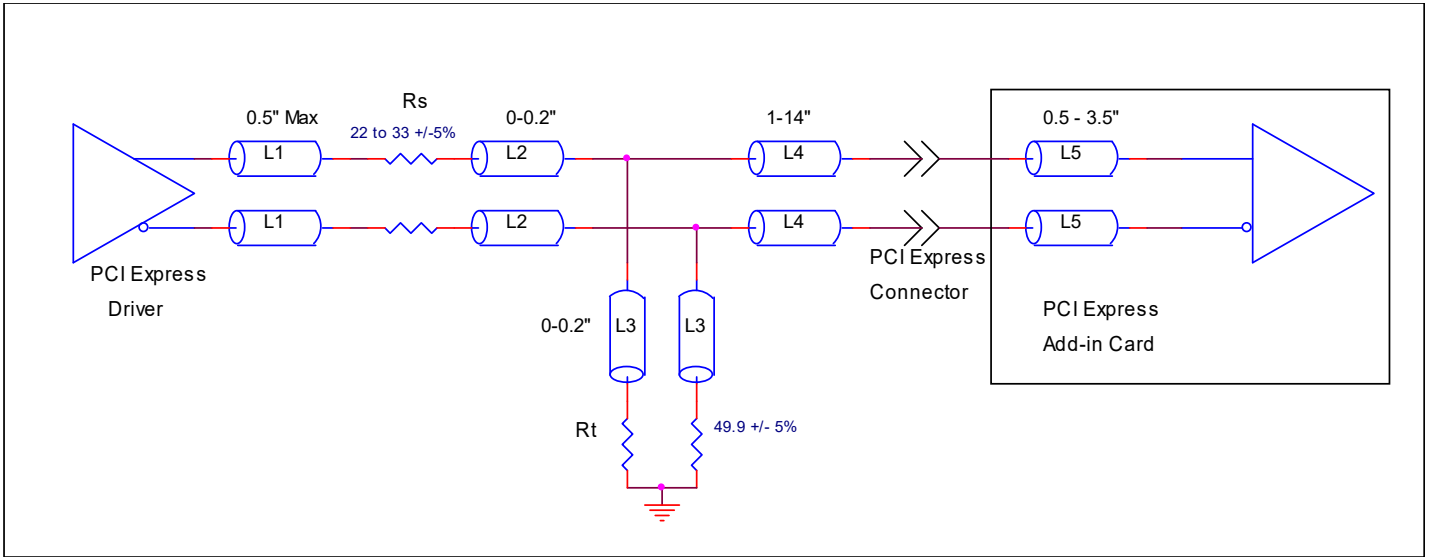 Rs
0.5" Max
22 to 33 +/-5%
0-0.2"
1-14"
0.5 - 3.5"
L1
L2
L4
L5
L1
L2
L4
L5
PCI Express
Driver
PCI Express
Connector
0-0.2"
L3
L3
PCI Express
Add-in Card
Rt
49.9 +/- 5%